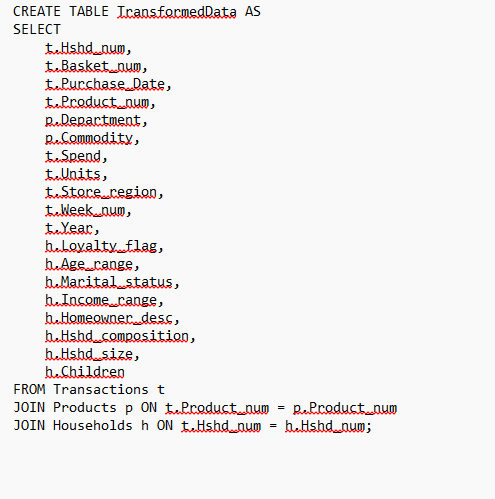 CREATE TABLE TransformedData AS
SELECT
    t.Hshd_num,
    t.Basket_num,
    t.Purchase_Date,
    t.Product_num,
    p.Department,
    p.Commodity,
    t.Spend,
    t.Units,
    t.Store_region,
    t.Week_num,
    t.Year,
    h.Loyalty_flag,
    h.Age_range,
    h.Marital_status,
    h.Income_range,
    h.Homeowner_desc,
    h.Hshd_composition,
    h.Hshd_size,
    h.Children
FROM Transactions t
JOIN Products p ON t.Product_num = p.Product_num
JOIN Households h ON t.Hshd_num = h.Hshd_num;